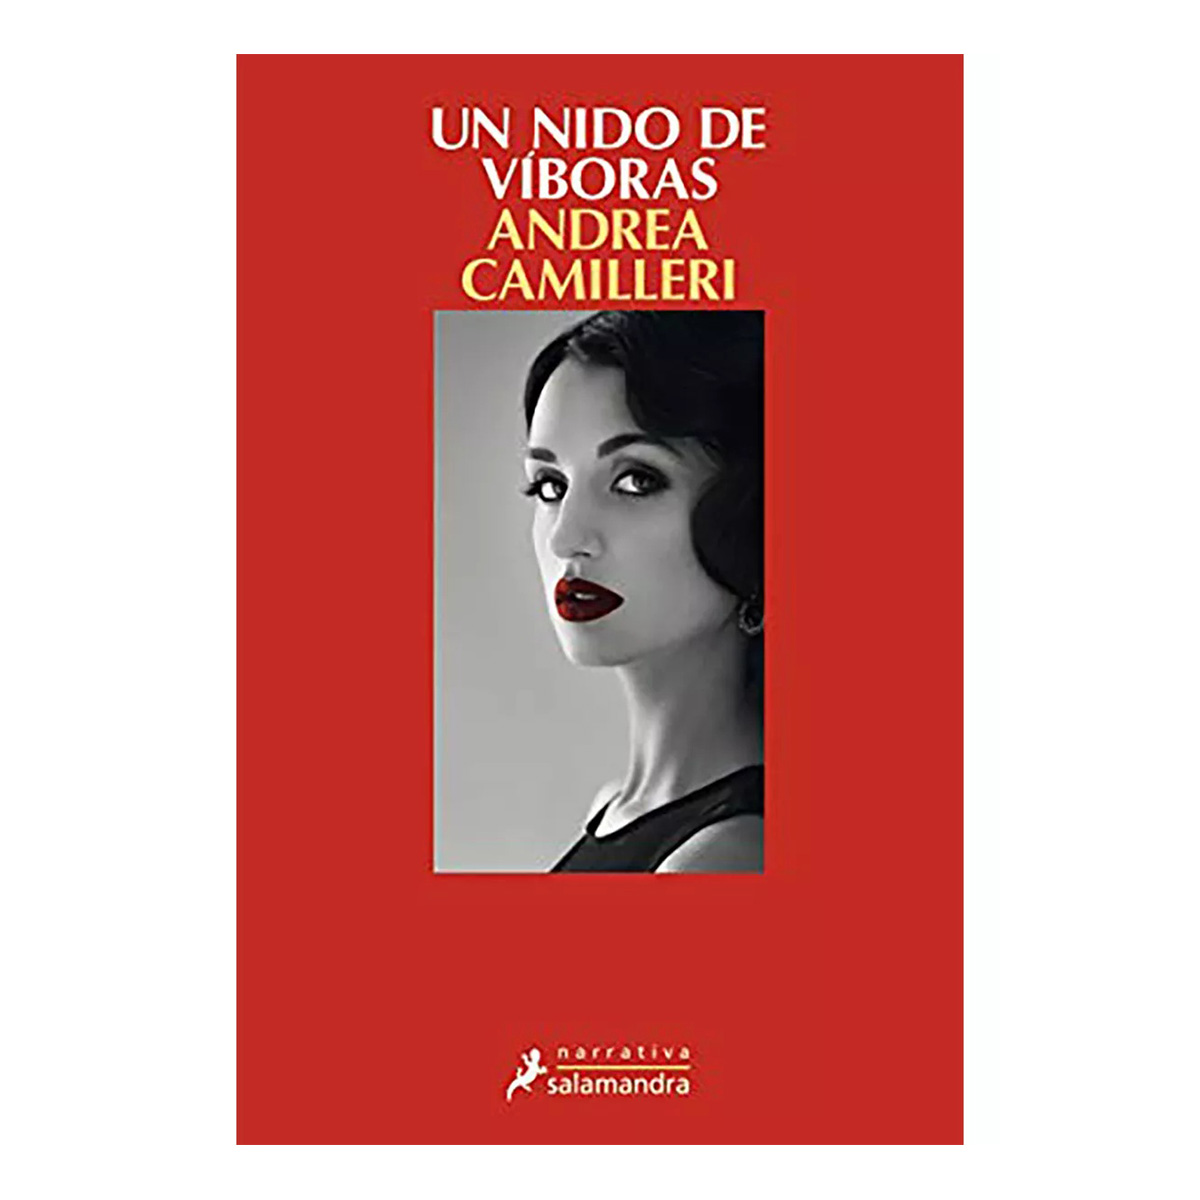 UN NIDO DE
VÍBORAS
ANDREA
CAMILLERI
narrativa
salamandra